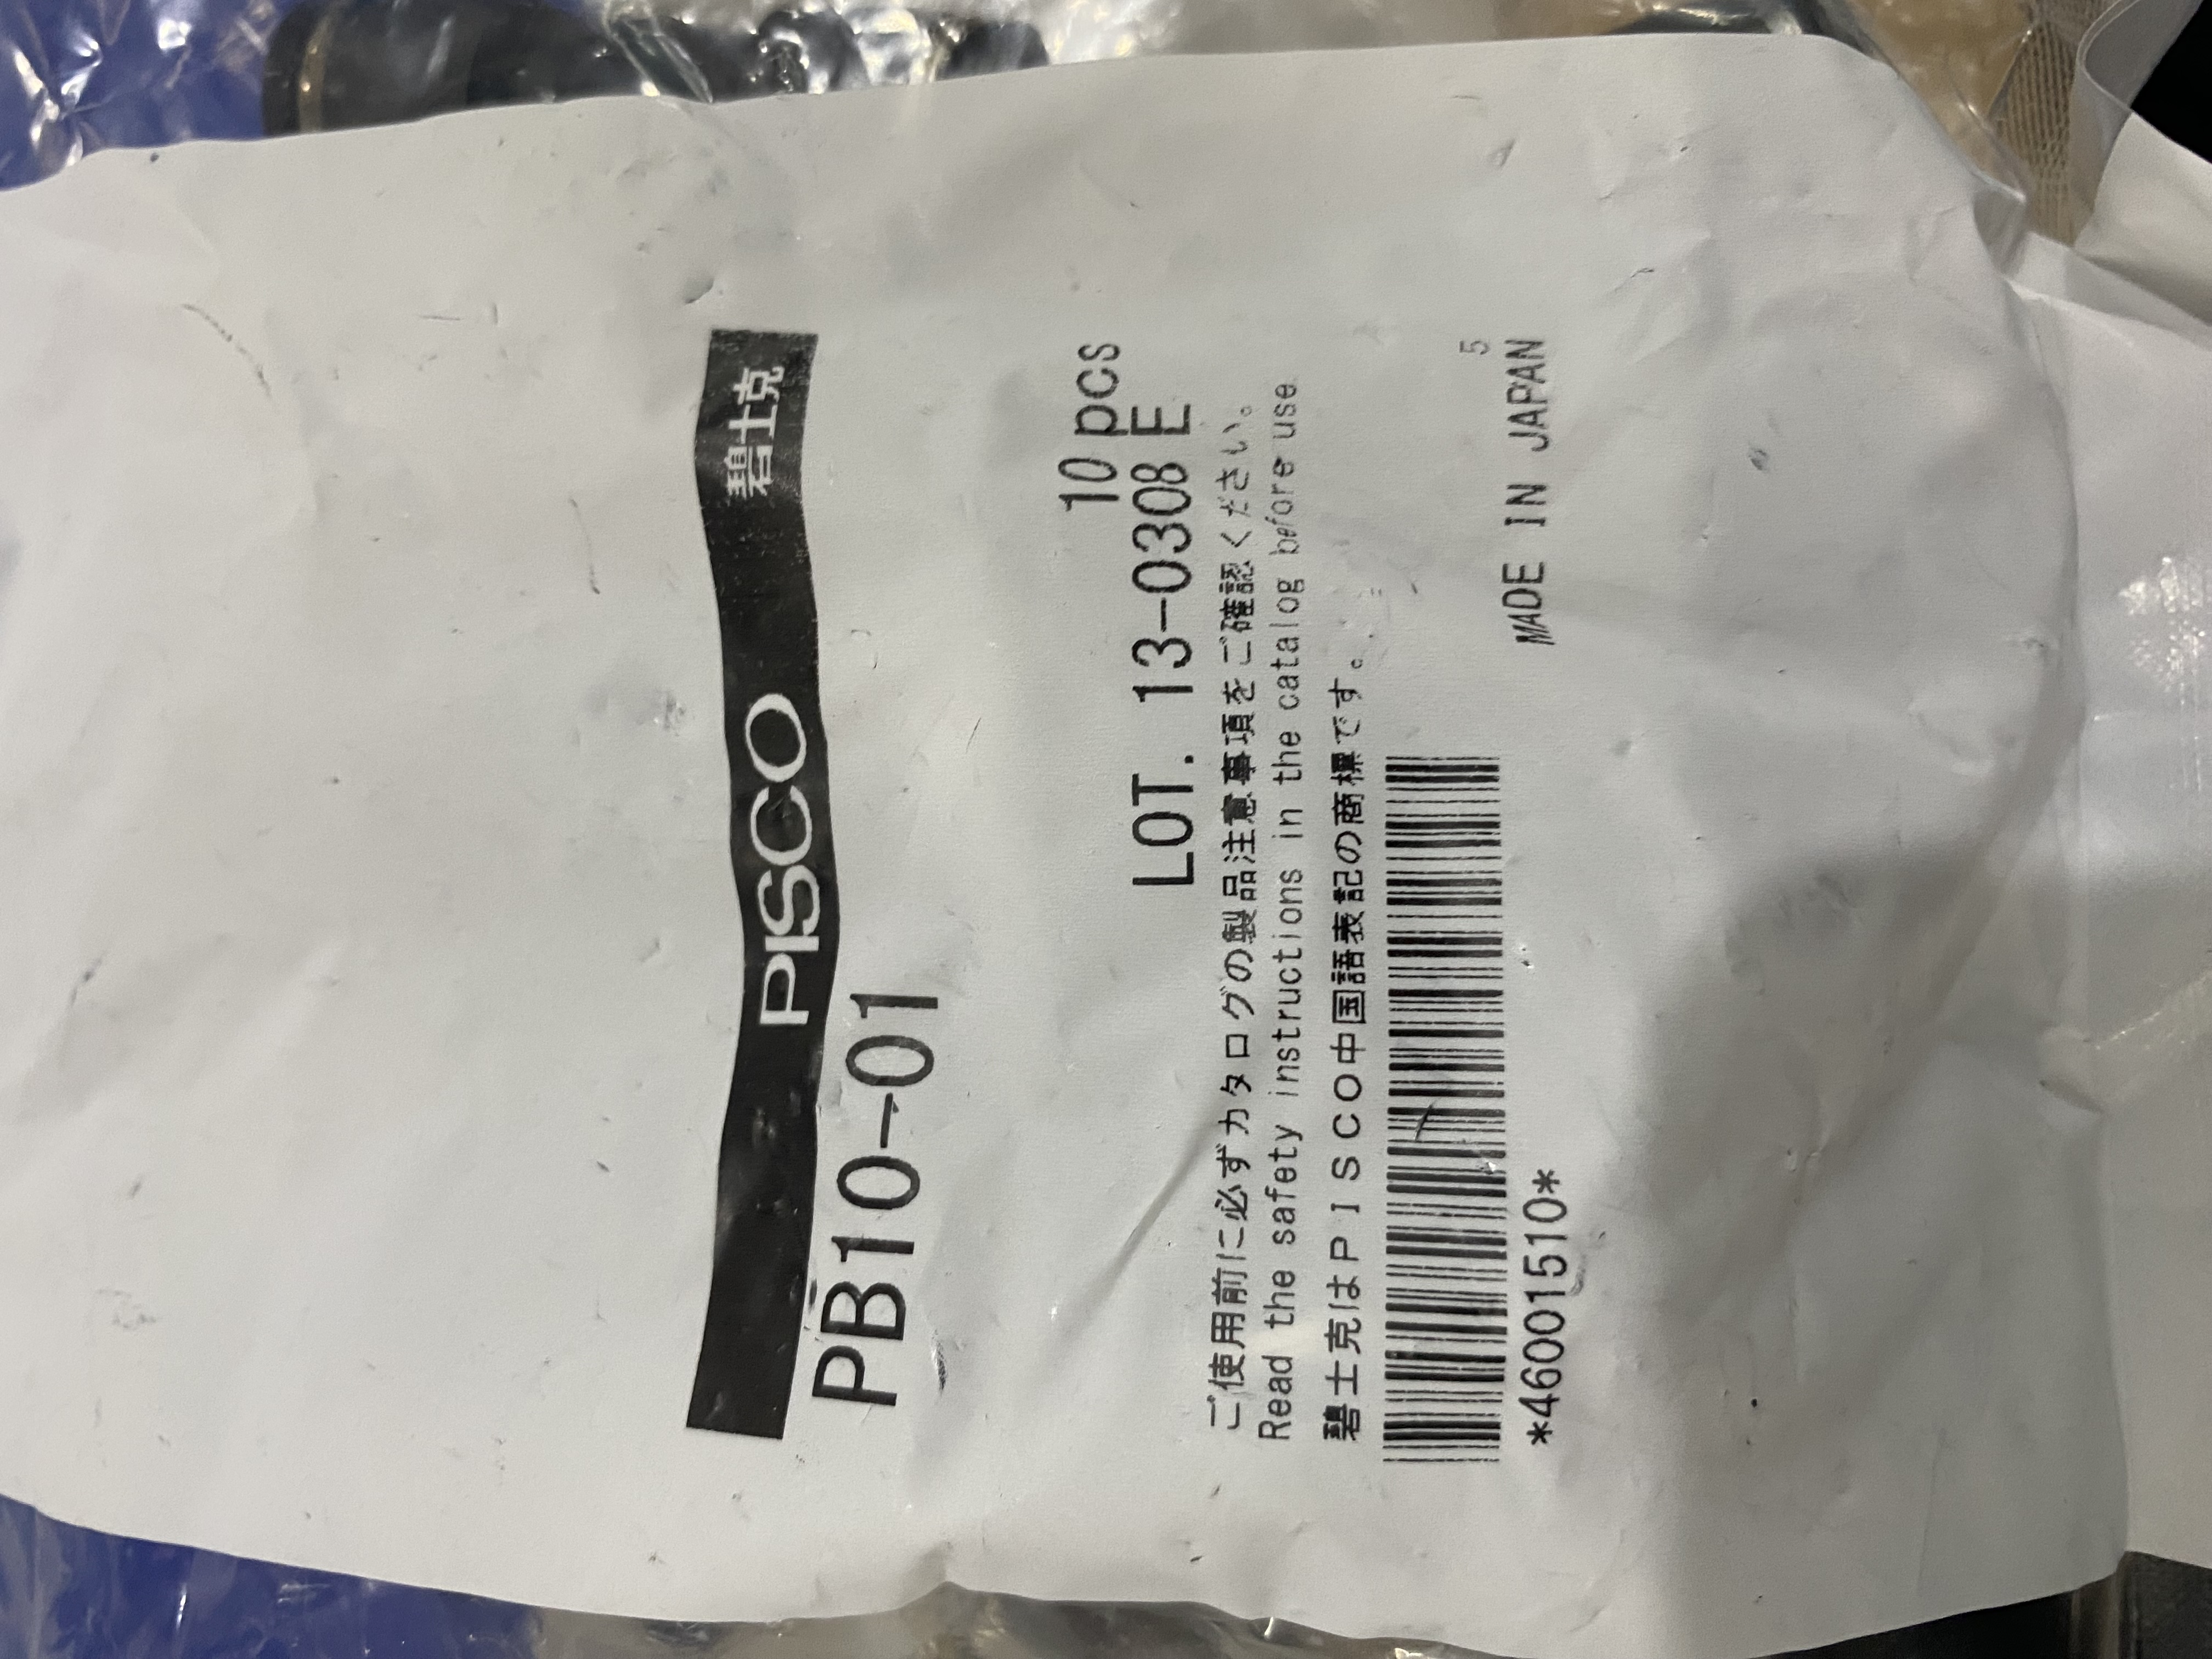 PISCO 碧士克
PB10-01
10 pcs
LOT. 13-0308 E
ご使用前に必ずカタログの製品注意事項をご確認ください。
Read the safety instructions in the catalog before use
碧士克はＰＩＳＣＯ中国語表記の商標です。
5
*46001510*
MADE IN JAPAN